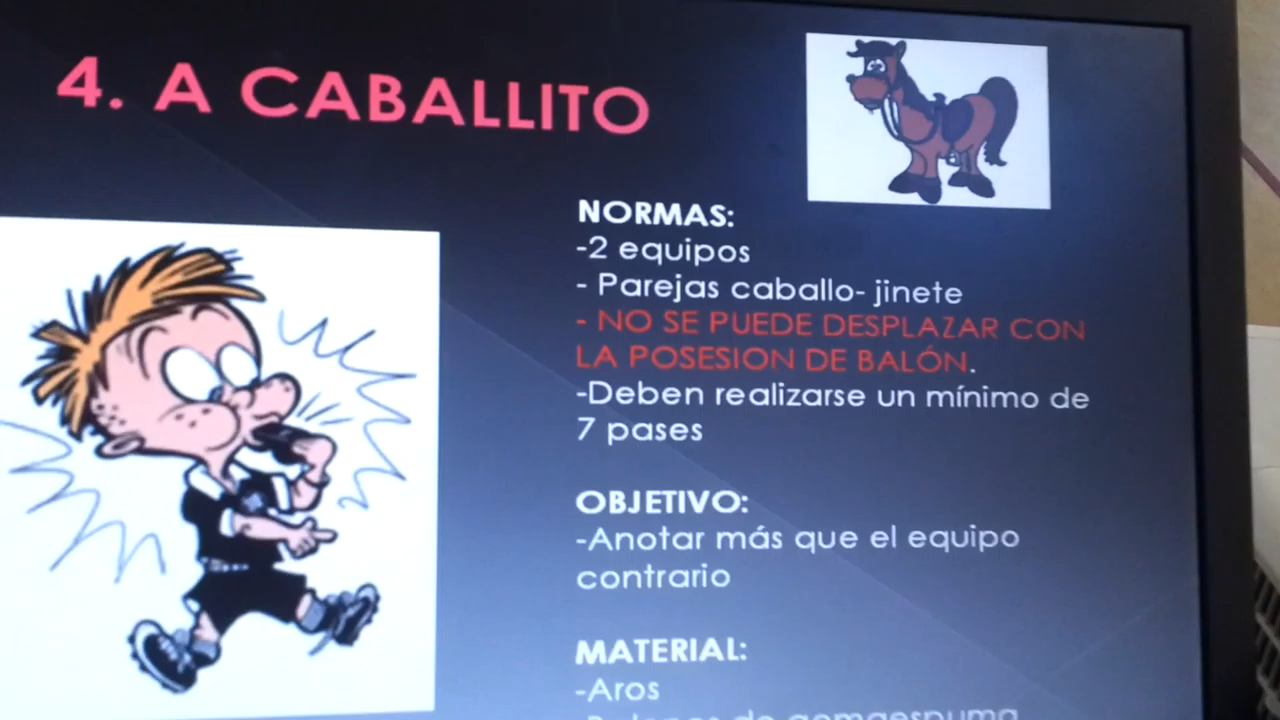 4. A CABALLITO
NORMAS:
-2 equipos
- Parejas caballo- jinete
- NO SE PUEDE DESPLAZAR CON
LA POSESION DE BALÓN.
-Deben realizarse un mínimo de
7 pases
OBJETIVO:
-Anotar más que el equipo
contrario
MATERIAL:
-Aros